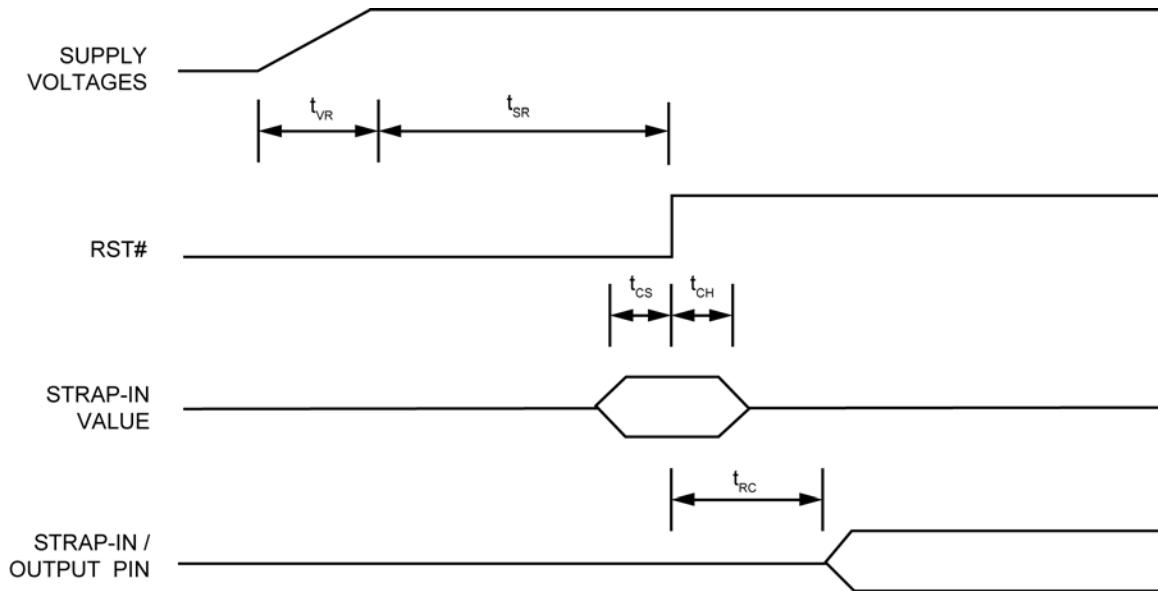 SUPPLY
VOLTAGES
tVR
tSR
RST#
tCS
tCH
STRAP-IN
VALUE
tRC
STRAP-IN /
OUTPUT PIN